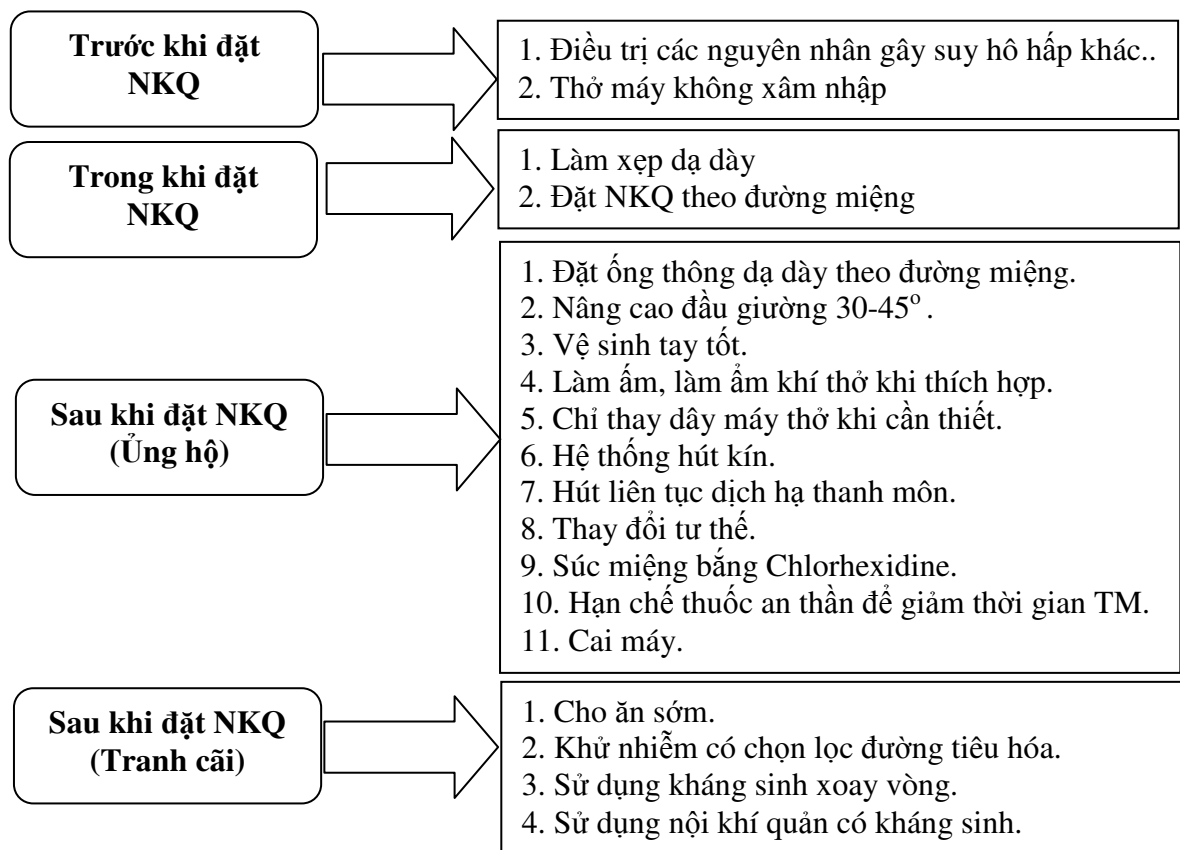 Trước khi đặt
NKQ
1. Điều trị các nguyên nhân gây suy hô hấp khác..
2. Thở máy không xâm nhập
Trong khi đặt
NKQ
1. Làm xẹp dạ dày
2. Đặt NKQ theo đường miệng
Sau khi đặt NKQ
(Ủng hộ)
1. Đặt ống thông dạ dày theo đường miệng.
2. Nâng cao đầu giường 30-45º .
3. Vệ sinh tay tốt.
4. Làm ấm, làm ẩm khí thở khi thích hợp.
5. Chỉ thay dây máy thở khi cần thiết.
6. Hệ thống hút kín.
7. Hút liên tục dịch hạ thanh môn.
8. Thay đổi tư thế.
9. Súc miệng bằng Chlorhexidine.
10. Hạn chế thuốc an thần để giảm thời gian TM.
11. Cai máy.
Sau khi đặt NKQ
(Tranh cãi)
1. Cho ăn sớm.
2. Khử nhiễm có chọn lọc đường tiêu hóa.
3. Sử dụng kháng sinh xoay vòng.
4. Sử dụng nội khí quản có kháng sinh.